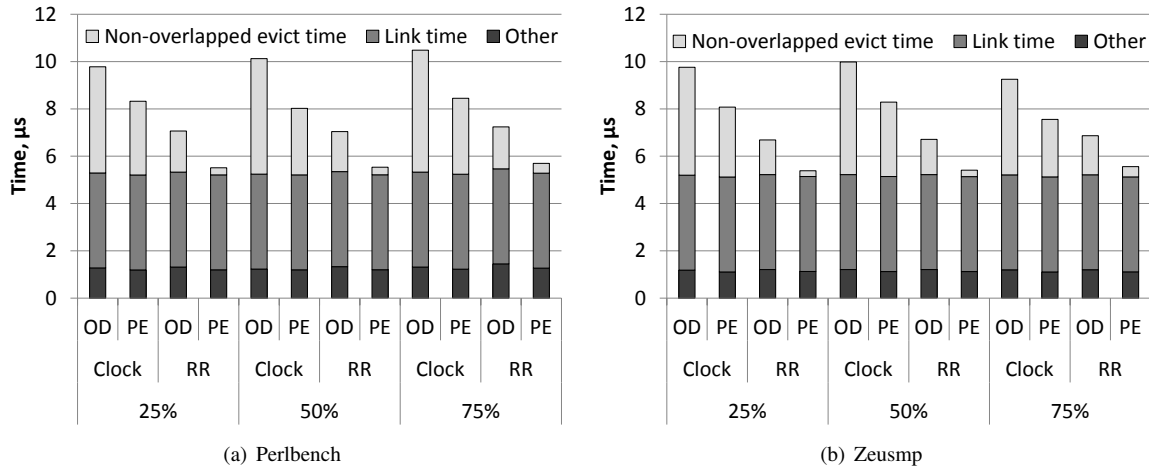 12
Non-overlapped evict time Link time Other
10
8
6
4
2
0
Time, µs
OD PE OD PE OD PE OD PE OD PE OD PE
Clock RR Clock RR Clock RR
25% 50% 75%
(a) Perlbench
12
Non-overlapped evict time Link time Other
10
8
6
4
2
0
Time, µs
OD PE OD PE OD PE OD PE OD PE OD PE
Clock RR Clock RR Clock RR
25% 50% 75%
(b) Zeusmp